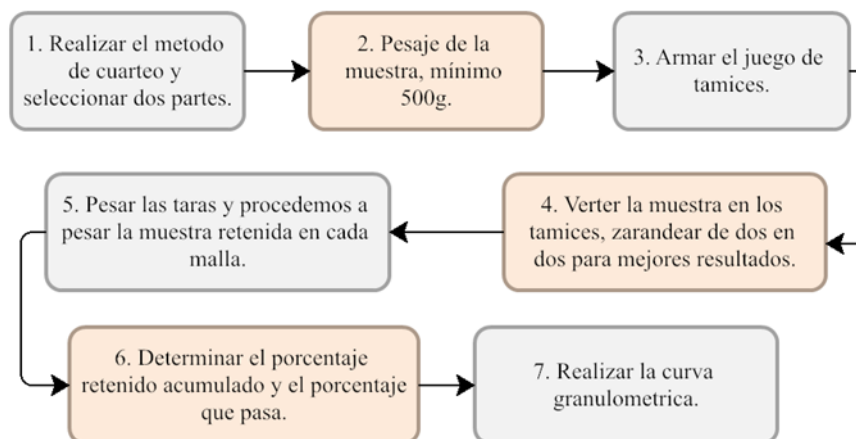 1. Realizar el metodo
de cuarteo y
seleccionar dos partes.
2. Pesaje de la
muestra, mínimo
500g.
3. Armar el juego de
tamices.
4. Verter la muestra en los
tamices, zarandear de dos en
dos para mejores resultados.
5. Pesar las taras y procedemos a
pesar la muestra retenida en cada
malla.
6. Determinar el porcentaje
retenido acumulado y el porcentaje
que pasa.
7. Realizar la curva
granulometrica.